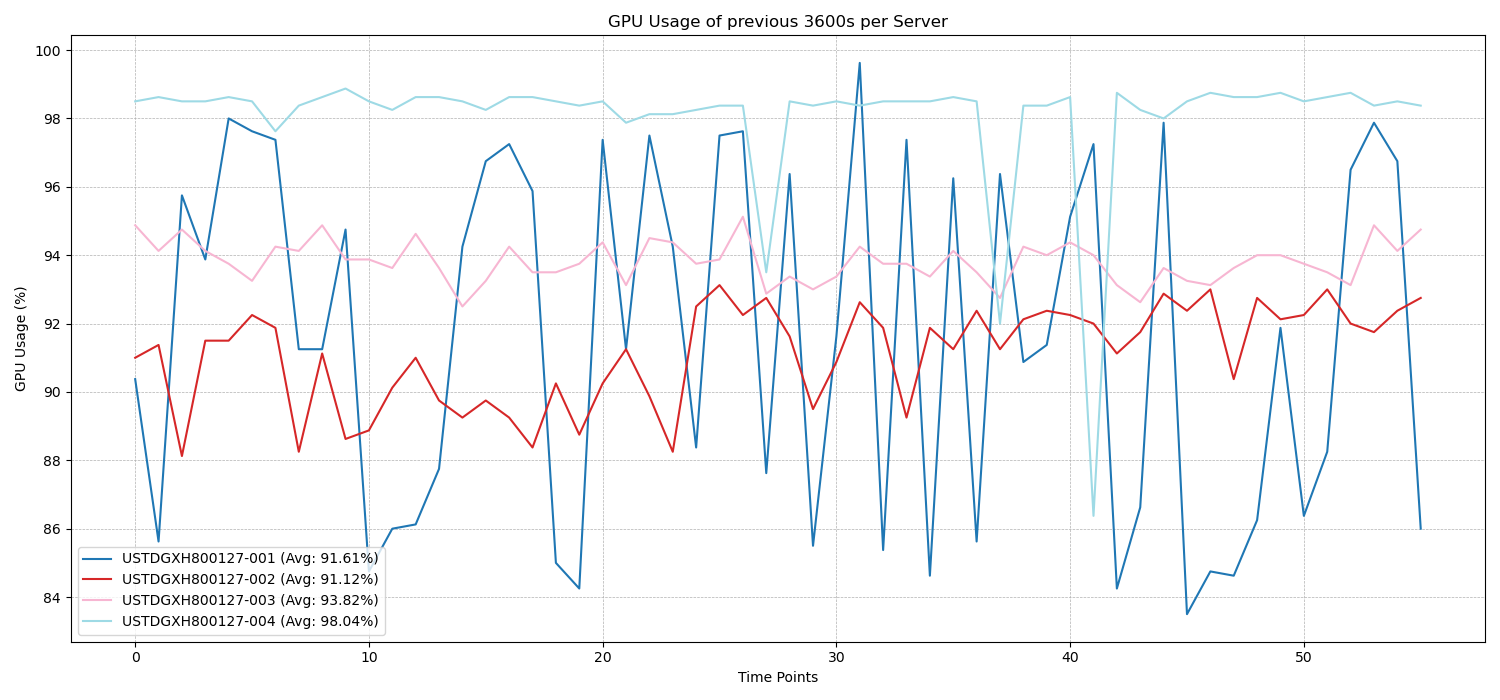 GPU Usage of previous 3600s per Server
GPU Usage (%)
100
98
96
94
92
90
88
86
84
USTDGXH800127-001 (Avg: 91.61%)
USTDGXH800127-002 (Avg: 91.12%)
USTDGXH800127-003 (Avg: 93.82%)
USTDGXH800127-004 (Avg: 98.04%)
0 10 20 30 40 50
Time Points